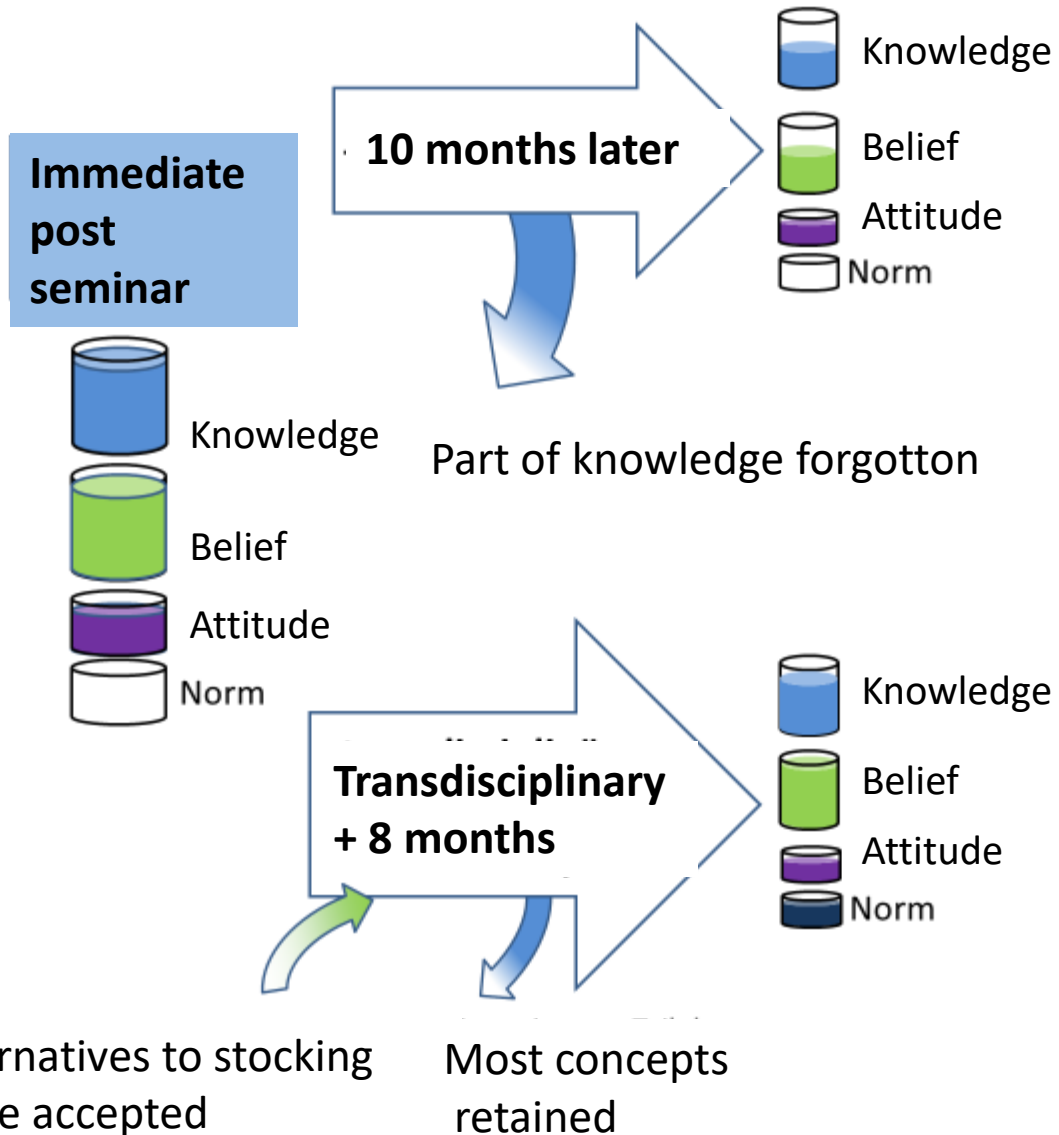 Knowledge
Belief
Attitude
Norm
10 months later
Immediate
post
seminar
Knowledge
Belief
Attitude
Norm
Part of knowledge forgotton
Transdisciplinary
+ 8 months
Knowledge
Belief
Attitude
Norm
to stocking
accepted
Most concepts
retained